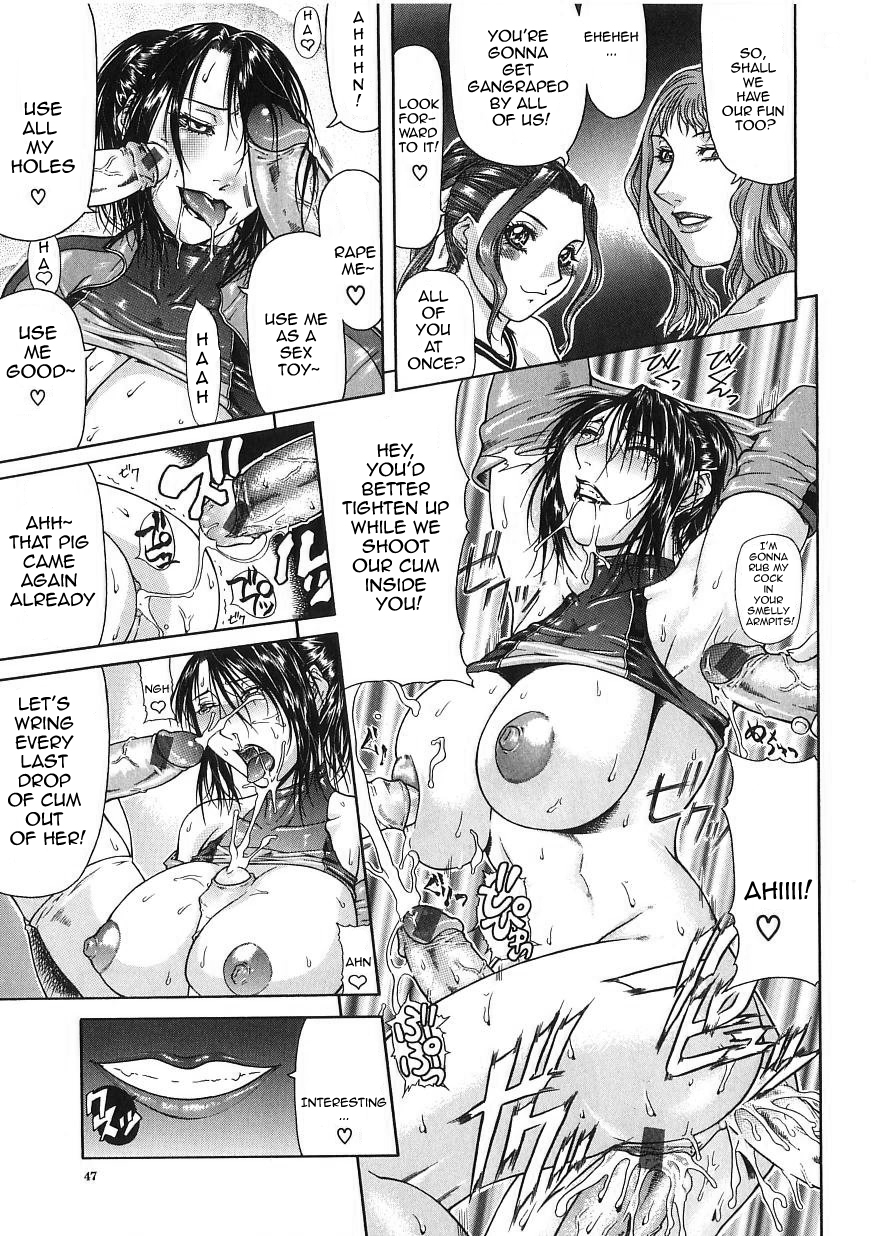 SO,
SHALL
WE
HAVE
OUR FUN
TOO?
EHEHEH
...
YOU'RE
GONNA
GET
GANGRAPED
BY ALL
OF US!
LOOK
FOR-
WARD
TO IT!
♡
ALL
OF
YOU
AT
ONCE?
AHHHN!
HA♡
USE
ALL
MY
HOLES
♡
RAPE
ME~
♡
USE ME
AS A
SEX
TOY~
HA♡
HAAH
USE
ME
GOOD~
♡
HEY,
YOU'D
BETTER
TIGHTEN UP
WHILE WE
SHOOT
OUR CUM
INSIDE
YOU!
I'M
GONNA
RUB MY
COCK
IN
YOUR
SMELLY
ARMPITS!
AHIIII!
♡
AHH~
THAT PIG
CAME
AGAIN
ALREADY
NGH
♡
LET'S
WRING
EVERY
LAST
DROP
OF CUM
OUT
OF HER!
AHN
♡
INTERESTING
...
♡
47